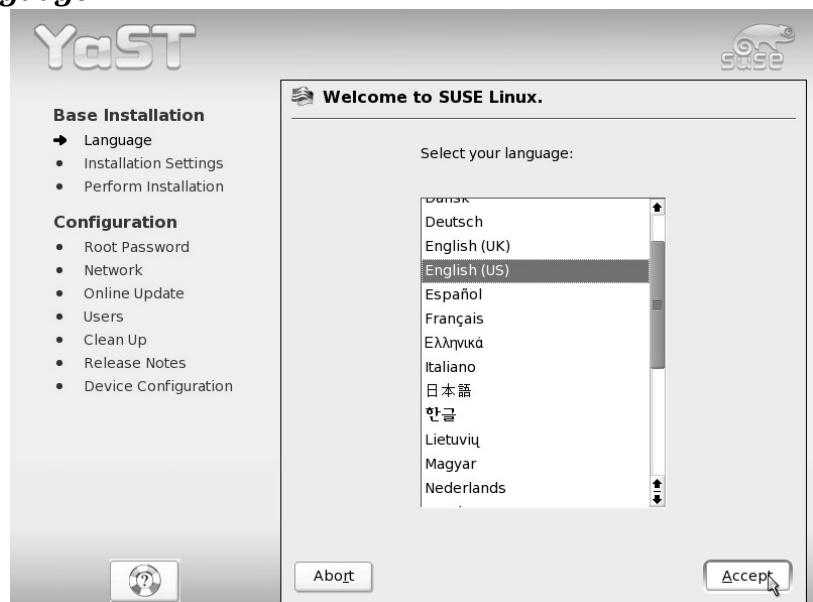 YaST
SUSE
Base Installation
Language
Installation Settings
Perform Installation
Configuration
Root Password
Network
Online Update
Users
Clean Up
Release Notes
Device Configuration
Welcome to SUSE Linux.
Select your language:
Dansk
Deutsch
English (UK)
English (US)
Español
Français
Ελληνικά
Italiano
日本語
한글
Lietuvių
Magyar
Nederlands
Abort
Accept